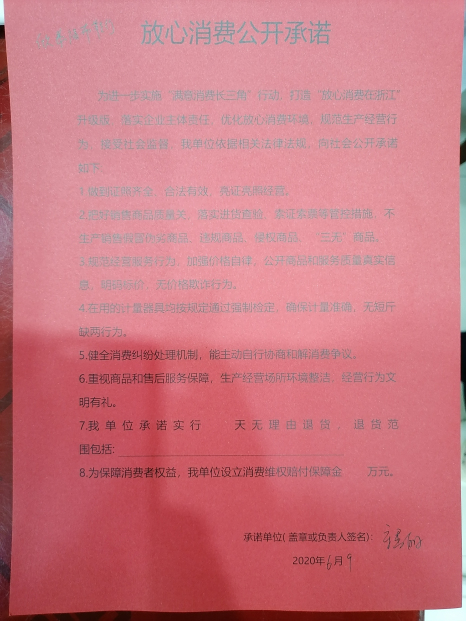 放心消费公开承诺
为进一步实施“满意消费长三角”行动，打造“放心消费在浙江”
升级版，落实企业主体责任，优化放心消费环境，规范生产经营行
为，接受社会监督，我单位依据相关法律法规，向社会公开承诺
如下：
1.做到证照齐全、合法有效、亮证亮照经营。
2.把好销售商品质量关，落实进货查验、索证索票等管控措施，不
生产销售假冒伪劣商品、违禁商品、侵权商品、“三无”商品。
3.规范经营服务行为，加强价格自律，公开商品和服务质量真实信
息，明码标价，无价格欺诈行为。
4.在用的计量器具均按规定通过强制检定，确保计量准确，无短斤
缺两行为。
5.健全消费纠纷处理机制，能主动自行协商和解消费争议。
6.重视商品和售后服务保障，生产经营场所环境整洁，经营行为文
明有礼。
7.我单位承诺实行 天无理由退货，退货范
围包括:
8.为保障消费者权益，我单位设立消费维权赔付保障金 万元。
承诺单位(盖章或负责人签名):
2020年6月9